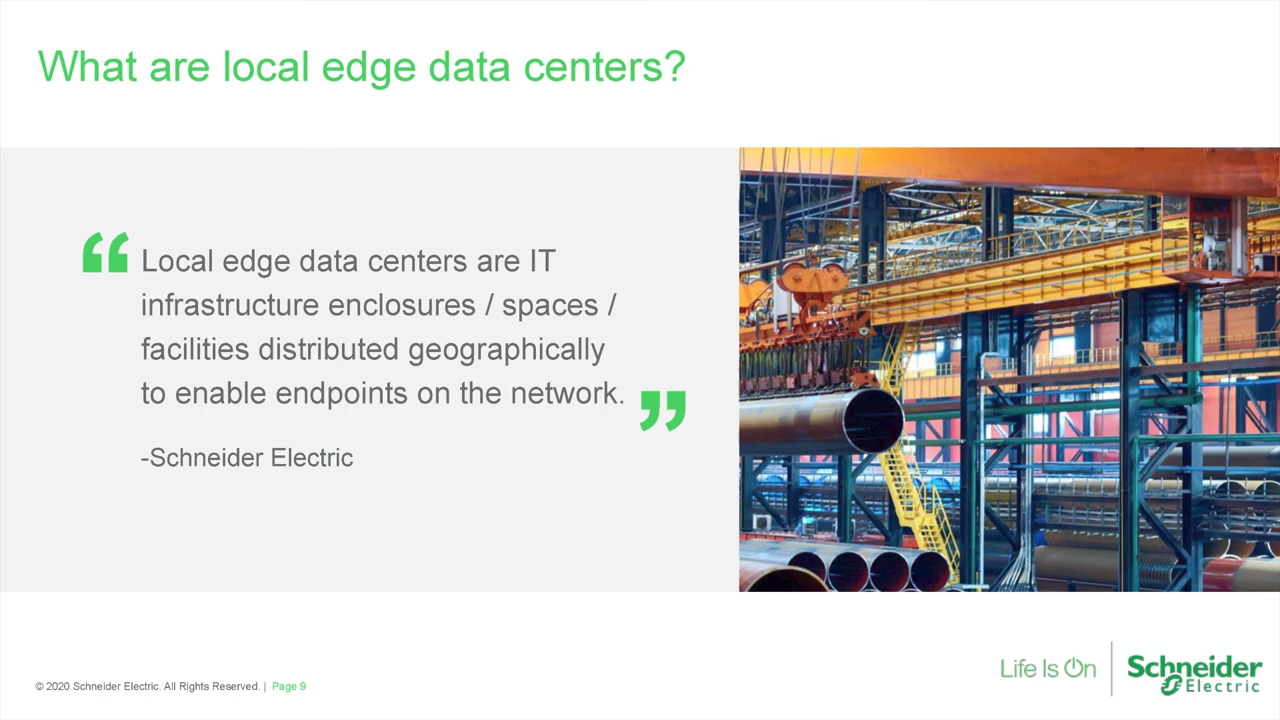 What are local edge data centers?
“ Local edge data centers are IT
infrastructure enclosures / spaces /
facilities distributed geographically
to enable endpoints on the network. ”
-Schneider Electric
Life Is On
Schneider
Electric
© 2020 Schneider Electric. All Rights Reserved. | Page 9